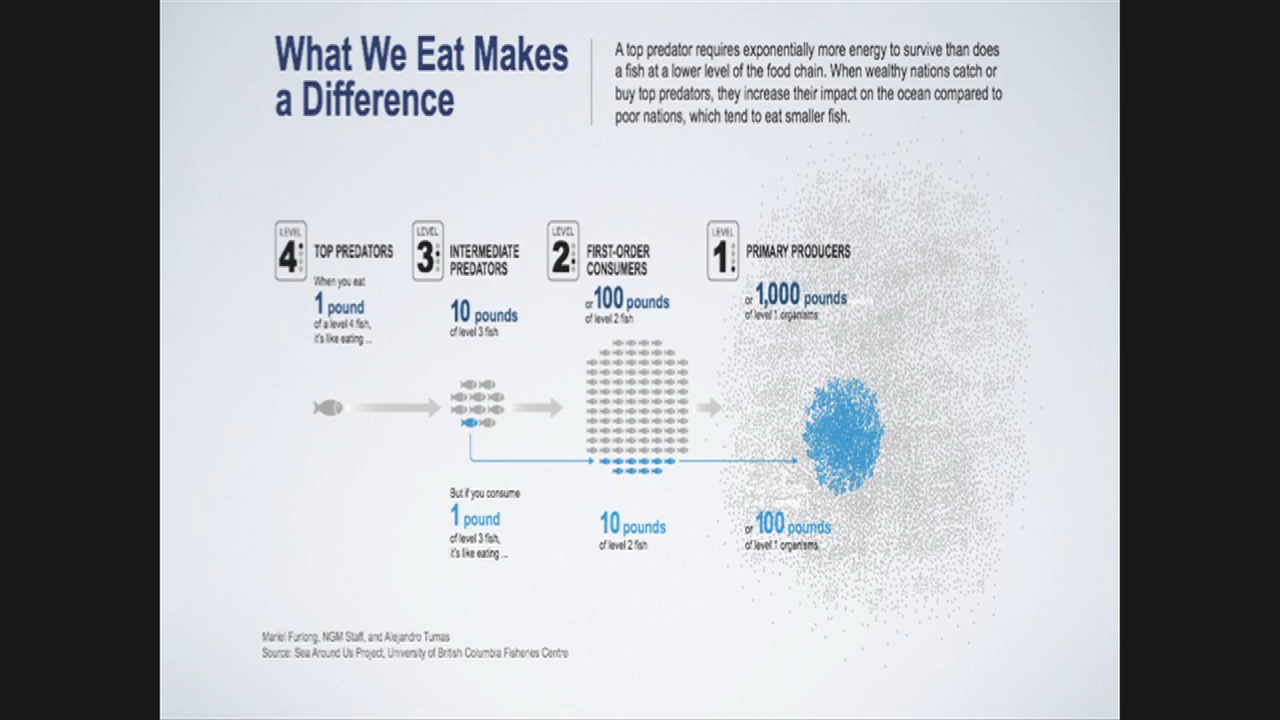 What We Eat Makes
a Difference
A top predator requires exponentially more energy to survive than does
a fish at a lower level of the food chain. When wealthy nations catch or
buy top predators, they increase their impact on the ocean compared to
poor nations, which tend to eat smaller fish.
LEVEL
4:
TOP PREDATORS
When you eat
1 pound
of a level 4 fish,
it's like eating ...
LEVEL
3:
INTERMEDIATE
PREDATORS
10 pounds
of level 3 fish
LEVEL
2:
FIRST-ORDER
CONSUMERS
or 100 pounds
of level 2 fish
LEVEL
1:
PRIMARY PRODUCERS
or 1,000 pounds
of level 1 organisms
But if you consume
1 pound
of level 3 fish,
it's like eating ...
10 pounds
of level 2 fish
or 100 pounds
of level 1 organisms
Mariel Furlong, NGM Staff, and Alejandro Tumas
Source: Sea Around Us Project, University of British Columbia Fisheries Centre